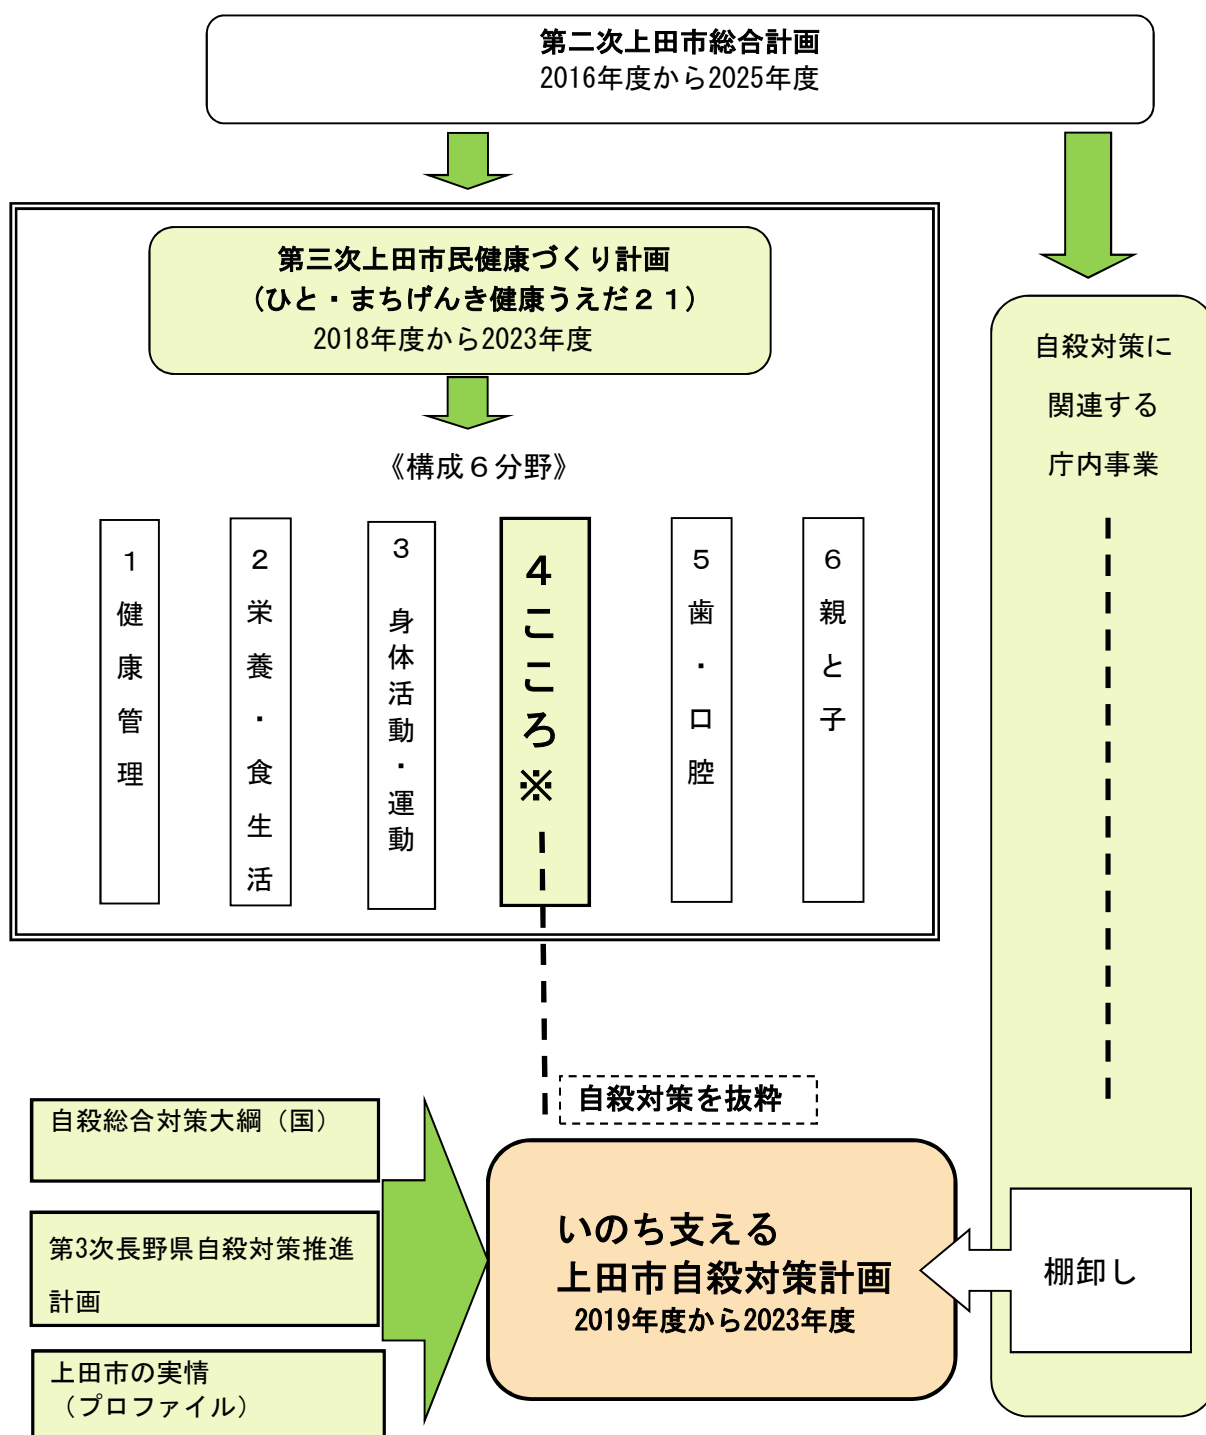 第二次上田市総合計画
2016年度から2025年度
第三次上田市民健康づくり計画
(ひと・まちげんき健康うえだ２１)
2018年度から2023年度
《構成６分野》
１健康管理
２栄養・食生活
３ 身体活動・運動
４こころ※
５歯・口腔
６親と子
自殺対策に
関連する
庁内事業
自殺対策を抜粋
自殺総合対策大綱（国）
第3次長野県自殺対策推進
計画
上田市の実情
（プロファイル）
いのち支える
上田市自殺対策計画
2019年度から2023年度
棚卸し